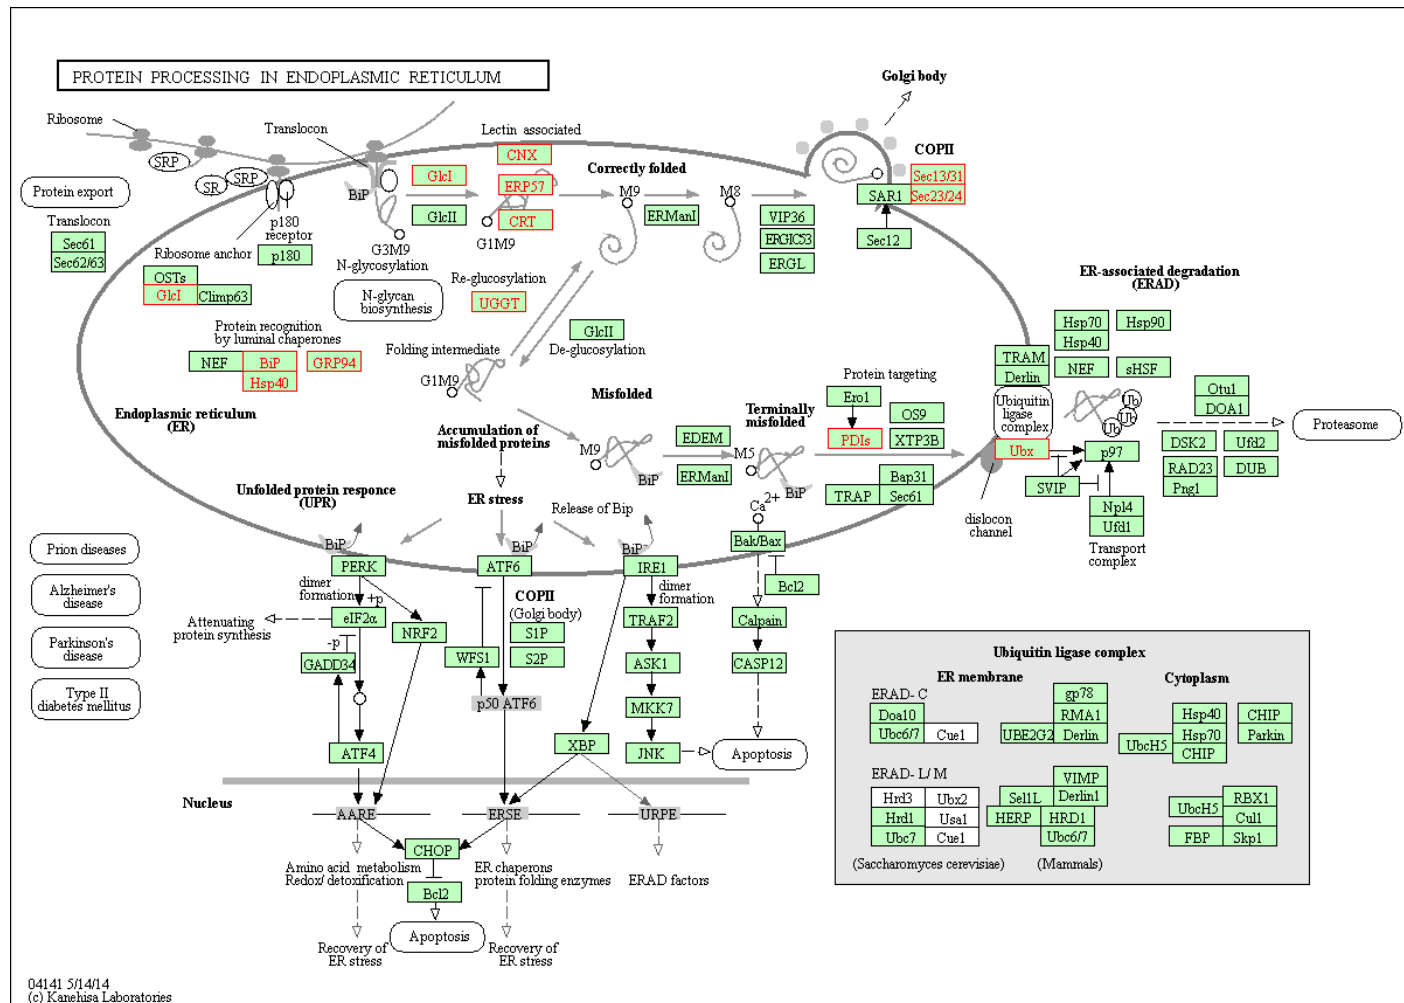 PROTEIN PROCESSING IN ENDOPLASMIC RETICULUM
Golgi body
Ribosome
Translocon
Lectin associated
SRP
SR
SRP
CNX
Correctly folded
COPII
Protein export
BiP
GlcI
ERP57
M9
M8
Sec13/31
SAR1
Sec23/24
Translocon
p180
receptor
GlcII
CRT
ERManI
VIP36
Sec61
Sec62/63
Ribosome anchor
p180
G3M9
G1M9
ERGIC53
Sec12
N-glycosylation
ERGL
OSTs
GlcI
Climp63
N-glycan
biosynthesis
Re-glucosylation
UGGT
ER-associated degradation
(ERAD)
Protein recognition
by luminal chaperones
GlcII
De-glucosylation
Hsp70
Hsp90
Hsp40
NEF
BiP
GRP94
Hsp40
Folding intermediate
G1M9
TRAM
Derlin
NEF
sHSF
Protein targeting
Otu1
DOA1
Endoplasmic reticulum
(ER)
Misfolded
Terminally
misfolded
Ero1
OS9
Ubiquitin
ligase
complex
Ub
Ub
Ub
Proteasome
Accumulation of
misfolded proteins
M9
EDEM
M5
PDIs
XTP3B
Ubx
p97
DSK2
Ufd2
BiP
ERManI
BiP
Bap31
TRAP
Sec61
SVIP
RAD23
DUB
Png1
Unfolded protein responce
(UPR)
ER stress
Release of Bip
Ca2+
dislocon
channel
Npl4
Ufd1
Transport
complex
Prion diseases
BiP
BiP
BiP
Bak/Bax
PERK
ATF6
IRE1
Bcl2
Alzheimer's
disease
dimer
formation
+p
COPII
(Golgi body)
dimer
formation
Attenuating
protein synthesis
eIF2α
NRF2
S1P
TRAF2
Calpain
Parkinson's
disease
-p
GADD34
WFS1
S2P
ASK1
CASP12
Type II
diabetes mellitus
p50 ATF6
MKK7
ATF4
XBP
JNK
Apoptosis
Nucleus
AARE
ERSE
URPE
CHOP
Amino acid metabolism
Redox/ detoxification
ER chaperons
protein folding enzymes
ERAD factors
Bcl2
Apoptosis
Recovery of
ER stress
Recovery of
ER stress
Ubiquitin ligase complex
ER membrane
Cytoplasm
ERAD- C
Doa10
Ubc6/7
Cue1
gp78
RMA1
UBE2G2
Derlin
Hsp40
Hsp70
UbcH5
CHIP
CHIP
Parkin
ERAD- L/ M
Hrd3
Ubx2
Hrd1
Usa1
Ubc7
Cue1
VIMP
Sel1L
Derlin1
HERP
HRD1
Ubc6/7
RBX1
UbcH5
Cul1
FBP
Skp1
(Saccharomyces cerevisiae)
(Mammals)
04141 5/14/14
(c) Kanehisa Laboratories